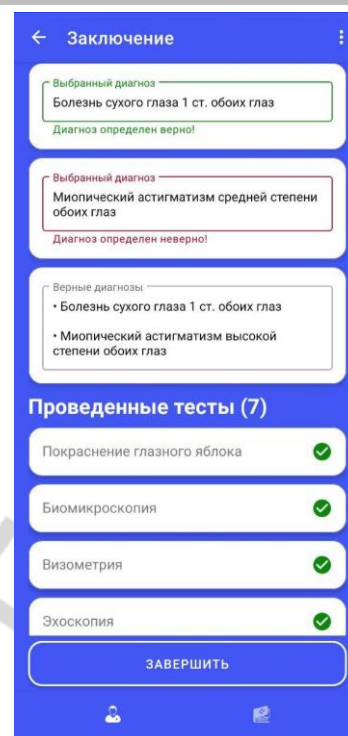 Заключение
Выбранный диагноз
Болезнь сухого глаза 1 ст. обоих глаз
Диагноз определен верно!
Выбранный диагноз
Миопический астигматизм средней степени
обоих глаз
Диагноз определен неверно!
Верные диагнозы
• Болезнь сухого глаза 1 ст. обоих глаз
• Миопический астигматизм высокой
степени обоих глаз
Проведенные тесты (7)
Покраснение глазного яблока
Биомикроскопия
Визометрия
Эхоскопия
ЗАВЕРШИТЬ